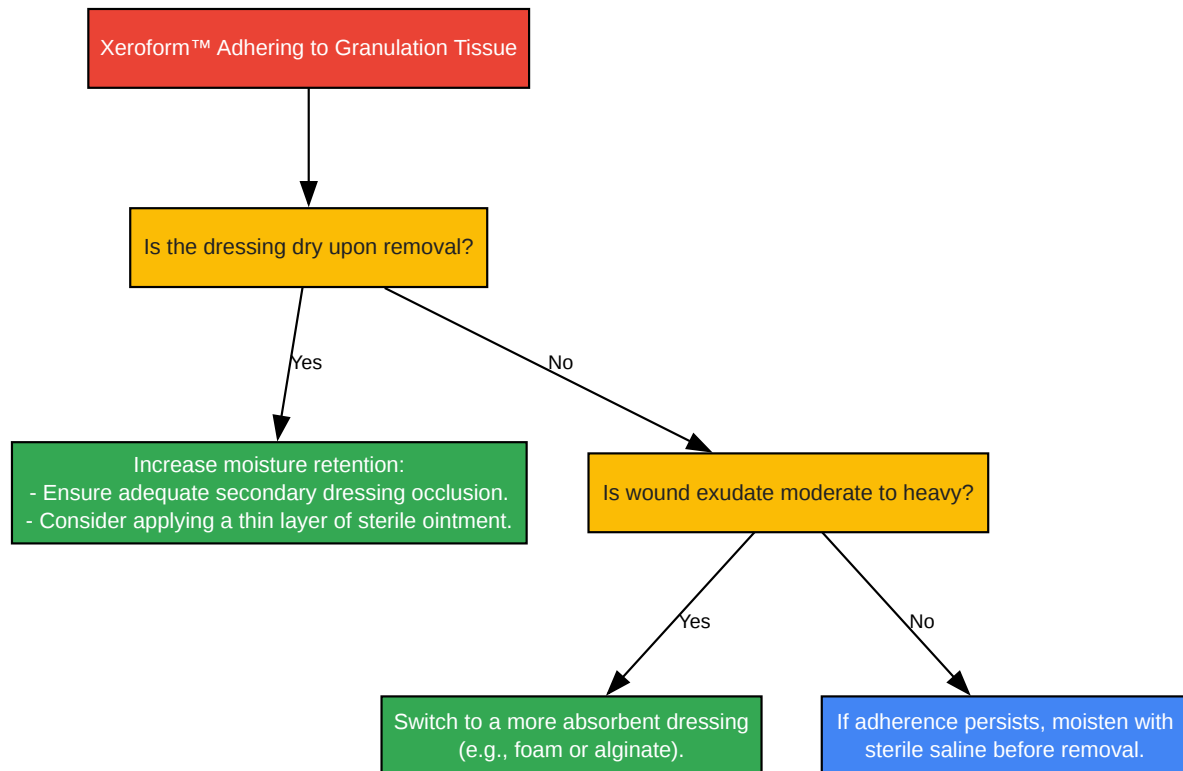 Xeroform™ Adhering to Granulation Tissue
Is the dressing dry upon removal?
Yes
No
Increase moisture retention:
- Ensure adequate secondary dressing occlusion.
- Consider applying a thin layer of sterile ointment.
Is wound exudate moderate to heavy?
Yes
No
Switch to a more absorbent dressing
(e.g., foam or alginate).
If adherence persists, moisten with
sterile saline before removal.